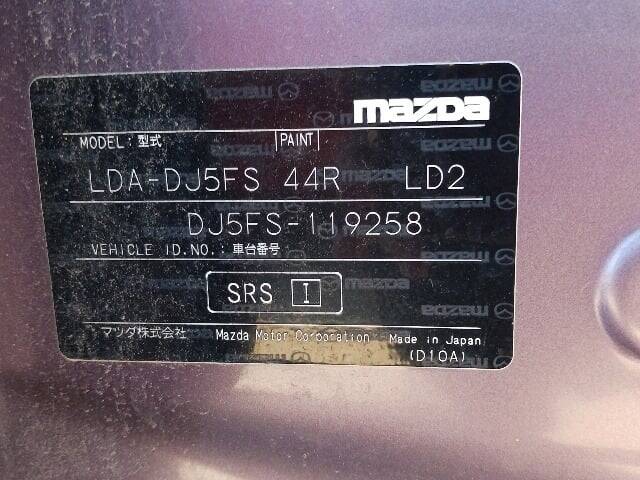 mazda
MODEL: 型式 PAINT
LDA-DJ5FS 44R LD2
DJ5FS-119258
VEHICLE ID.NO.: 車台番号
SRS I
マツダ株式会社 Mazda Motor Corporation Made in Japan
(D10A)